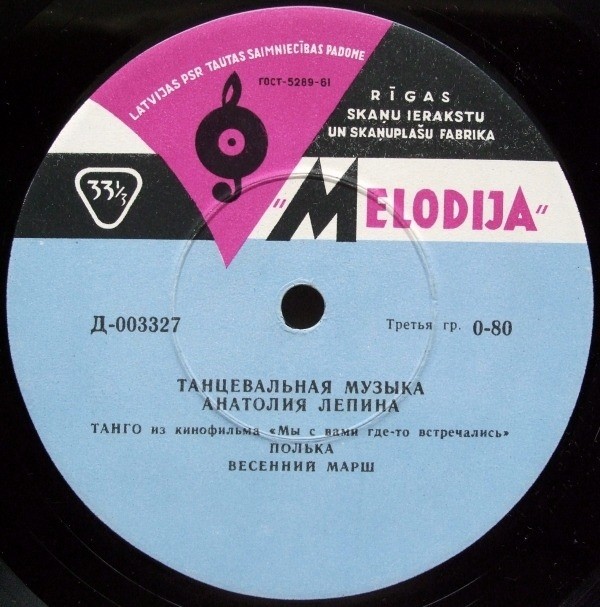 LATVIJAS PSR TAUTAS SAIMNIECĪBAS PADOME
ГОСТ-5289-61
RĪGAS
SKAŅU IERAKSTU
UN SKAŅUPLAŠU FABRIKA
33⅓
"MELODIJA"
Д-003327
Третья гр. 0-80
ТАНЦЕВАЛЬНАЯ МУЗЫКА
АНАТОЛИЯ ЛЕПИНА
ТАНГО из кинофильма «Мы с вами где-то встречались»
ПОЛЬКА
ВЕСЕННИЙ МАРШ